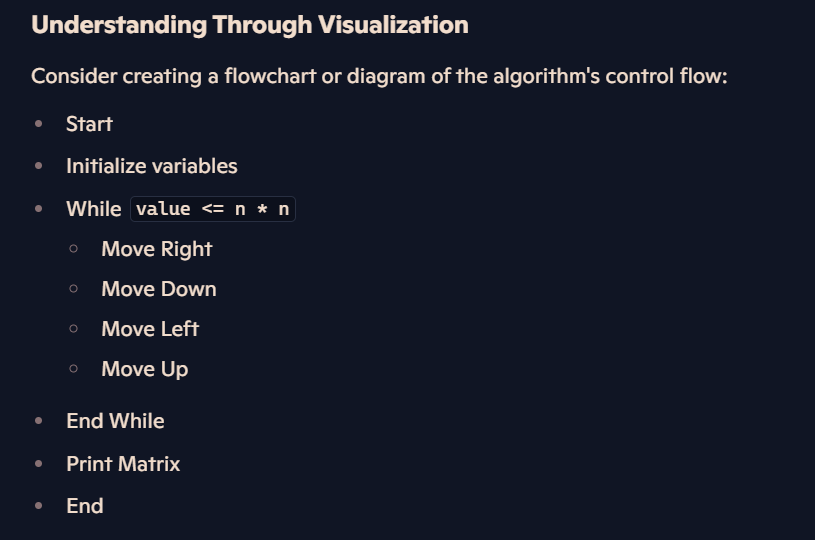 Understanding Through Visualization
Consider creating a flowchart or diagram of the algorithm's control flow:
Start
Initialize variables
While value <= n * n
Move Right
Move Down
Move Left
Move Up
End While
Print Matrix
End